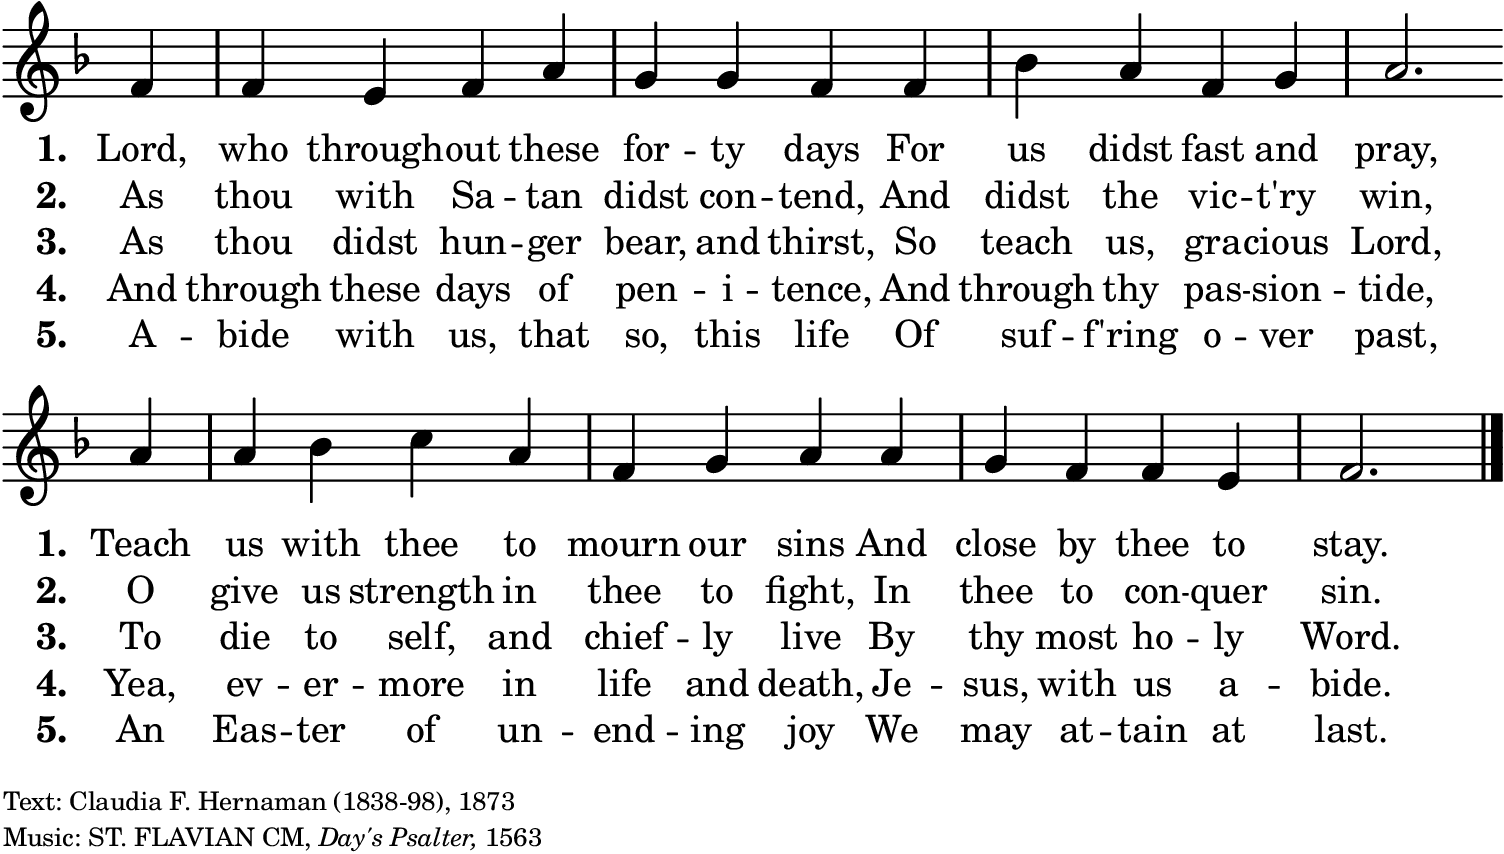 1. Lord, who throughout these for - ty days For us didst fast and pray,
2. As thou with Sa - tan didst con - tend, And didst the vic - t'ry win,
3. As thou didst hun - ger bear, and thirst, So teach us, gracious Lord,
4. And through these days of pen - i - tence, And through thy pas - sion - tide,
5. A - bide with us, that so, this life Of suf - f'ring o - ver past,
1. Teach us with thee to mourn our sins And close by thee to stay.
2. O give us strength in thee to fight, In thee to con - quer sin.
3. To die to self, and chief - ly live By thy most ho - ly Word.
4. Yea, ev - er - more in life and death, Je - sus, with us a - bide.
5. An Eas - ter of un - end - ing joy We may at - tain at last.
Text: Claudia F. Hernaman (1838-98), 1873
Music: ST. FLAVIAN CM, Day's Psalter, 1563